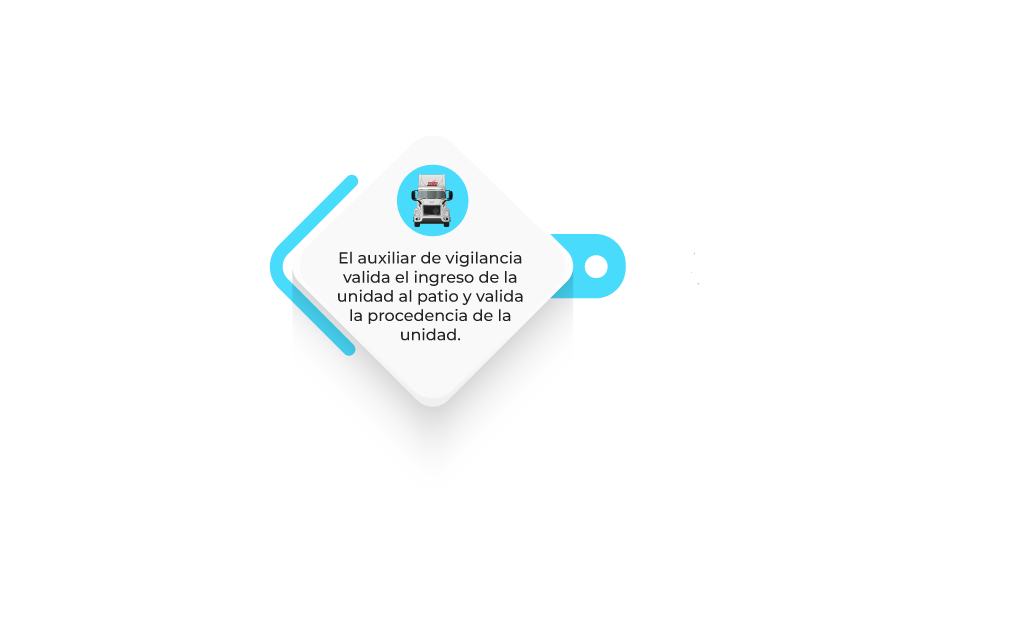 El auxiliar de vigilancia
valida el ingreso de la
unidad al patio y valida
la procedencia de la
unidad.